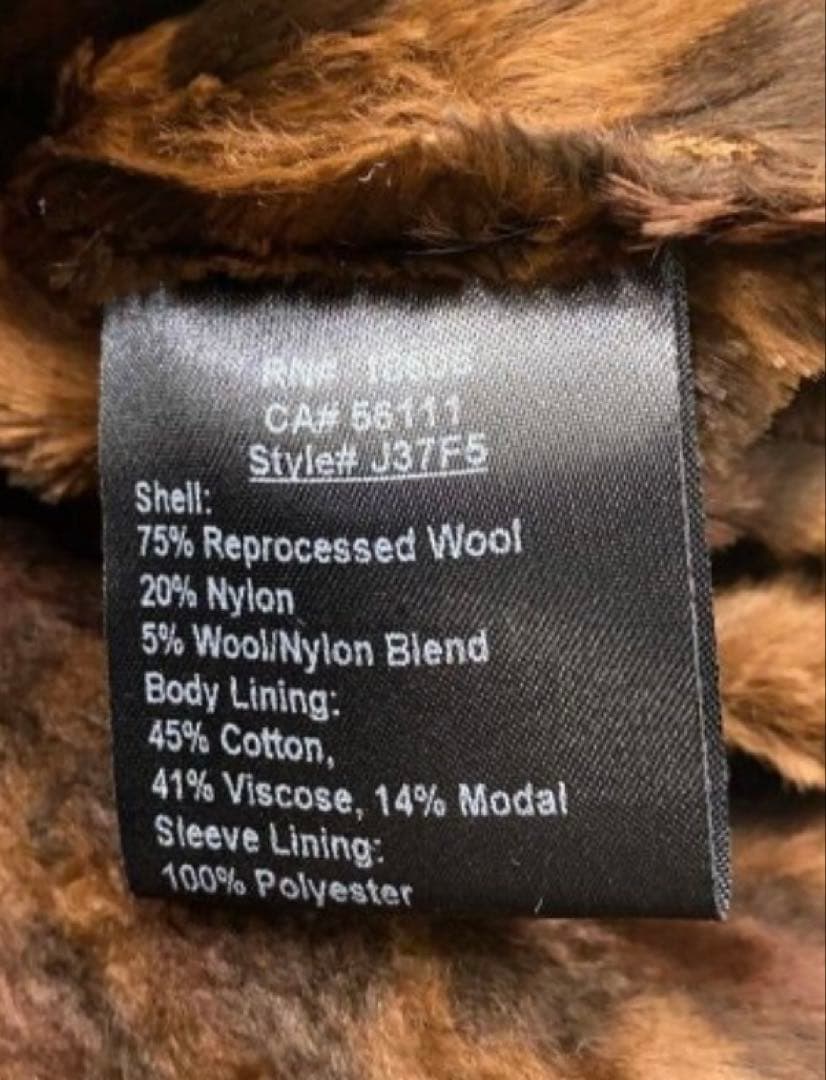 RN#
CA# 56111
Style# J37F5
Shell:
75% Reprocessed Wool
20% Nylon
5% Wool/Nylon Blend
Body Lining:
45% Cotton,
41% Viscose, 14% Modal
Sleeve Lining:
100% Polyester